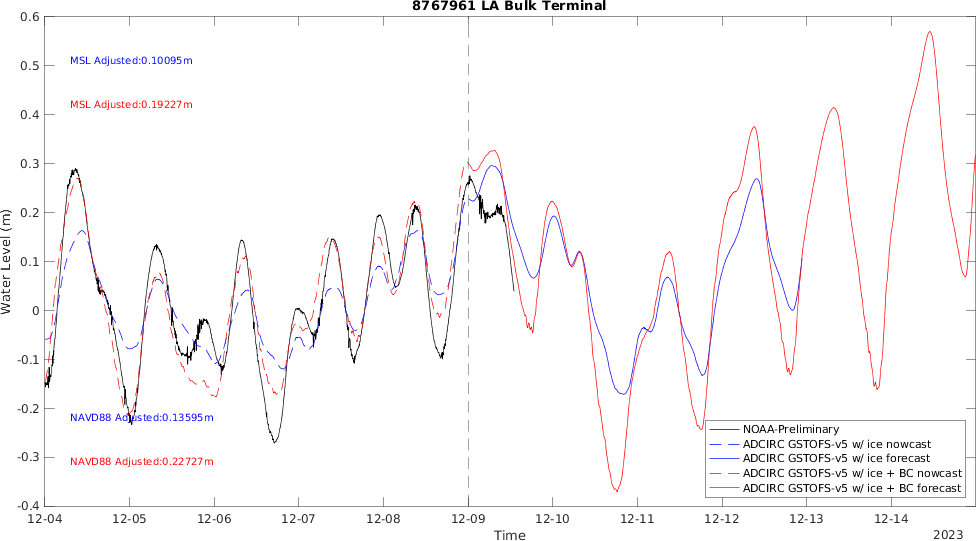 8767961 LA Bulk Terminal
0.6
0.5
0.4
0.3
0.2
0.1
0
-0.1
-0.2
-0.3
-0.4
Water Level (m)
MSL Adjusted:0.10095m
MSL Adjusted:0.19227m
NAVD88 Adjusted:0.13595m
NAVD88 Adjusted:0.22727m
NOAA-Preliminary
ADCIRC GSTOFS-v5 w/ ice nowcast
ADCIRC GSTOFS-v5 w/ ice forecast
ADCIRC GSTOFS-v5 w/ ice + BC nowcast
ADCIRC GSTOFS-v5 w/ ice + BC forecast
12-04 12-05 12-06 12-07 12-08 12-09 12-10 12-11 12-12 12-13 12-14
Time
2023